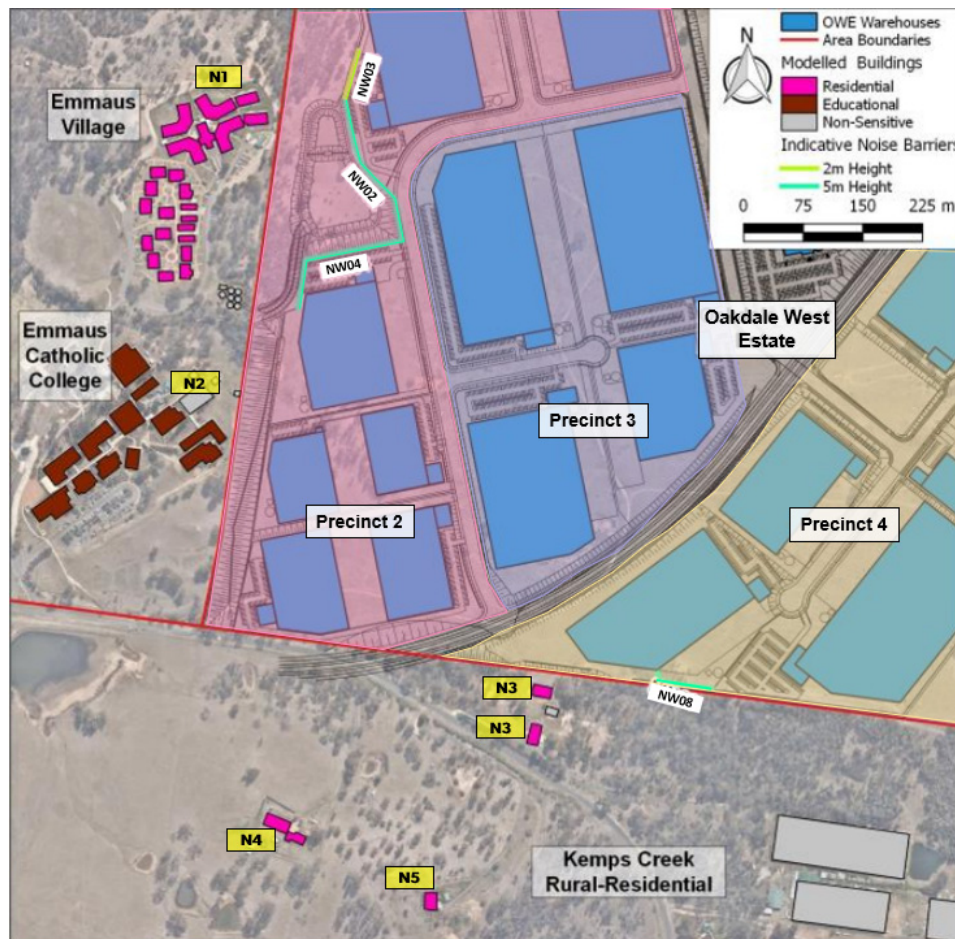 OWE Warehouses
Area Boundaries
Modelled Buildings
Residential
Educational
Non-Sensitive
Indicative Noise Barriers
2m Height
5m Height
0 75 150 225 m
N
N1
Emmaus
Village
NW03
NW02
NW04
Emmaus
Catholic
College
N2
Oakdale West
Estate
Precinct 3
Precinct 2
Precinct 4
N3
NW08
N3
N4
N5
Kemps Creek
Rural-Residential